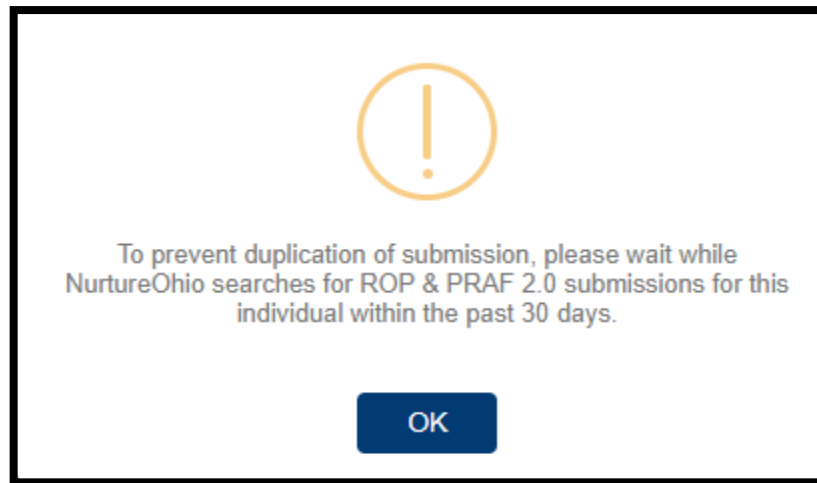 To prevent duplication of submission, please wait while
NurtureOhio searches for ROP & PRAF 2.0 submissions for this
individual within the past 30 days.
OK